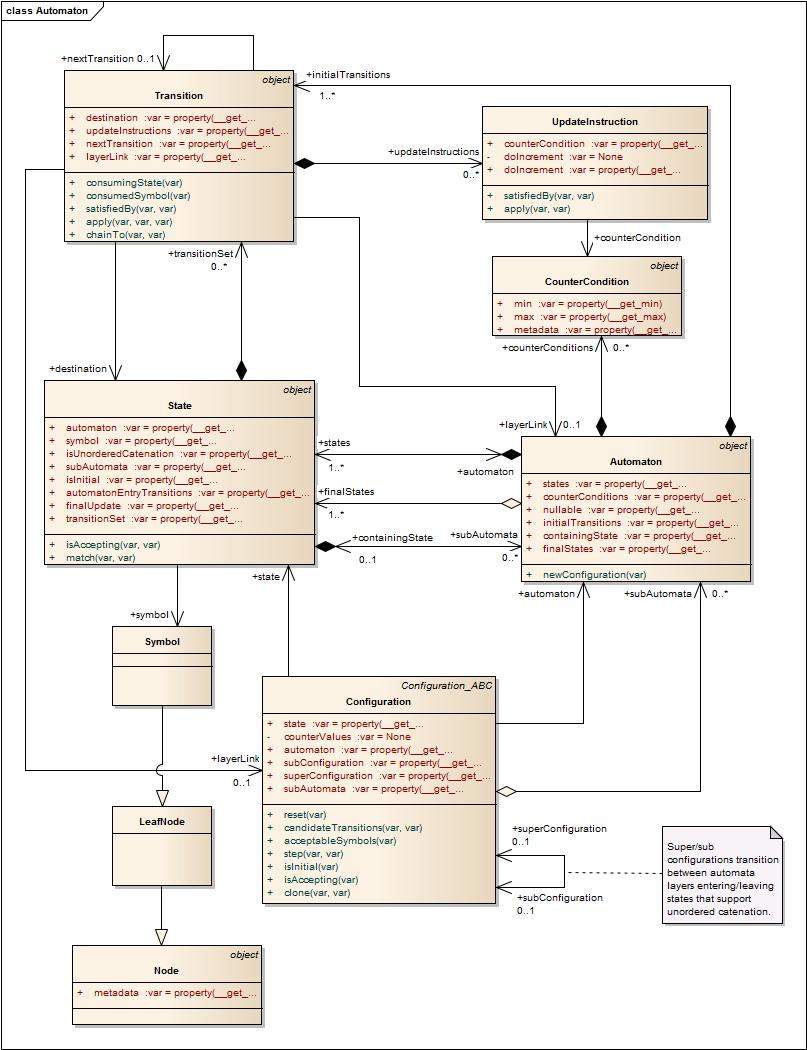 class Automaton
+nextTransition 0..1
object
Transition
+ destination :var = property(__get_...
+ updateInstructions :var = property(__get_...
+ nextTransition :var = property(__get_...
+ layerLink :var = property(__get_...
+ consumingState(var)
+ consumedSymbol(var)
+ satisfiedBy(var, var)
+ apply(var, var, var)
+ chainTo(var, var)
+initialTransitions
1..*
+updateInstructions
0..*
UpdateInstruction
+ counterCondition :var = property(__get_...
- doIncrement :var = None
+ doIncrement :var = property(__get_...
+ satisfiedBy(var, var)
+ apply(var, var)
+counterCondition
object
CounterCondition
+ min :var = property(__get_min)
+ max :var = property(__get_max)
+ metadata :var = property(__get_...
+counterConditions 0..*
+transitionSet
0..*
+destination
object
State
+ automaton :var = property(__get_...
+ symbol :var = property(__get_...
+ isUnorderedCatenation :var = property(__get_...
+ subAutomata :var = property(__get_...
+ isInitial :var = property(__get_...
+ automatonEntryTransitions :var = property(__get_...
+ finalUpdate :var = property(__get_...
+ transitionSet :var = property(__get_...
+ isAccepting(var, var)
+ match(var, var)
+layerLink 0..1
+states
1..*
+automaton
+finalStates
1..*
+containingState
0..1
+subAutomata
0..*
object
Automaton
+ states :var = property(__get_...
+ counterConditions :var = property(__get_...
+ nullable :var = property(__get_...
+ initialTransitions :var = property(__get_...
+ containingState :var = property(__get_...
+ finalStates :var = property(__get_...
+ newConfiguration(var)
+state
+automaton
+subAutomata 0..*
+symbol
Symbol
+layerLink
0..1
Configuration_ABC
Configuration
+ state :var = property(__get_...
- counterValues :var = None
+ automaton :var = property(__get_...
+ subConfiguration :var = property(__get_...
+ superConfiguration :var = property(__get_...
+ subAutomata :var = property(__get_...
+ reset(var)
+ candidateTransitions(var, var)
+ acceptableSymbols(var)
+ step(var, var)
+ isInitial(var)
+ isAccepting(var)
+ clone(var, var)
+superConfiguration
0..1
+subConfiguration
0..1
Super/sub
configurations transition
between automata
layers entering/leaving
states that support
unordered catenation.
LeafNode
object
Node
+ metadata :var = property(__get_...